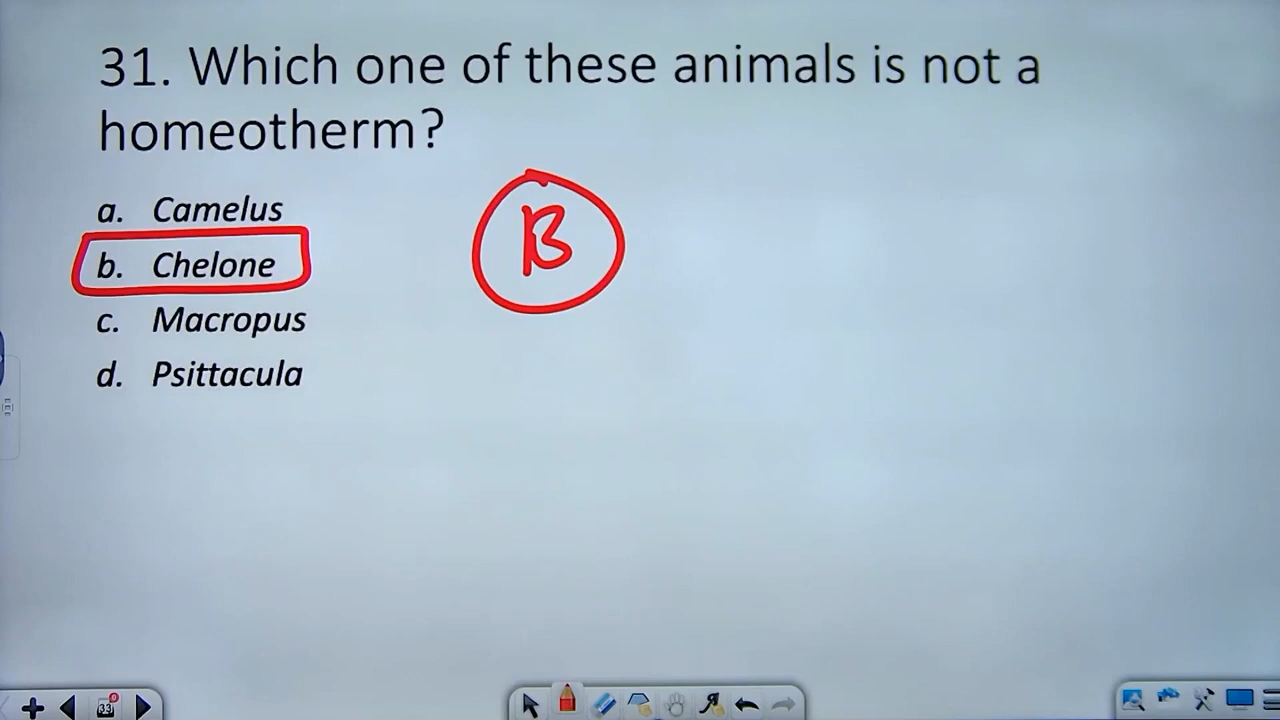 31. Which one of these animals is not a
homeotherm?
a. Camelus
b. Chelone
B
c. Macropus
d. Psittacula
33